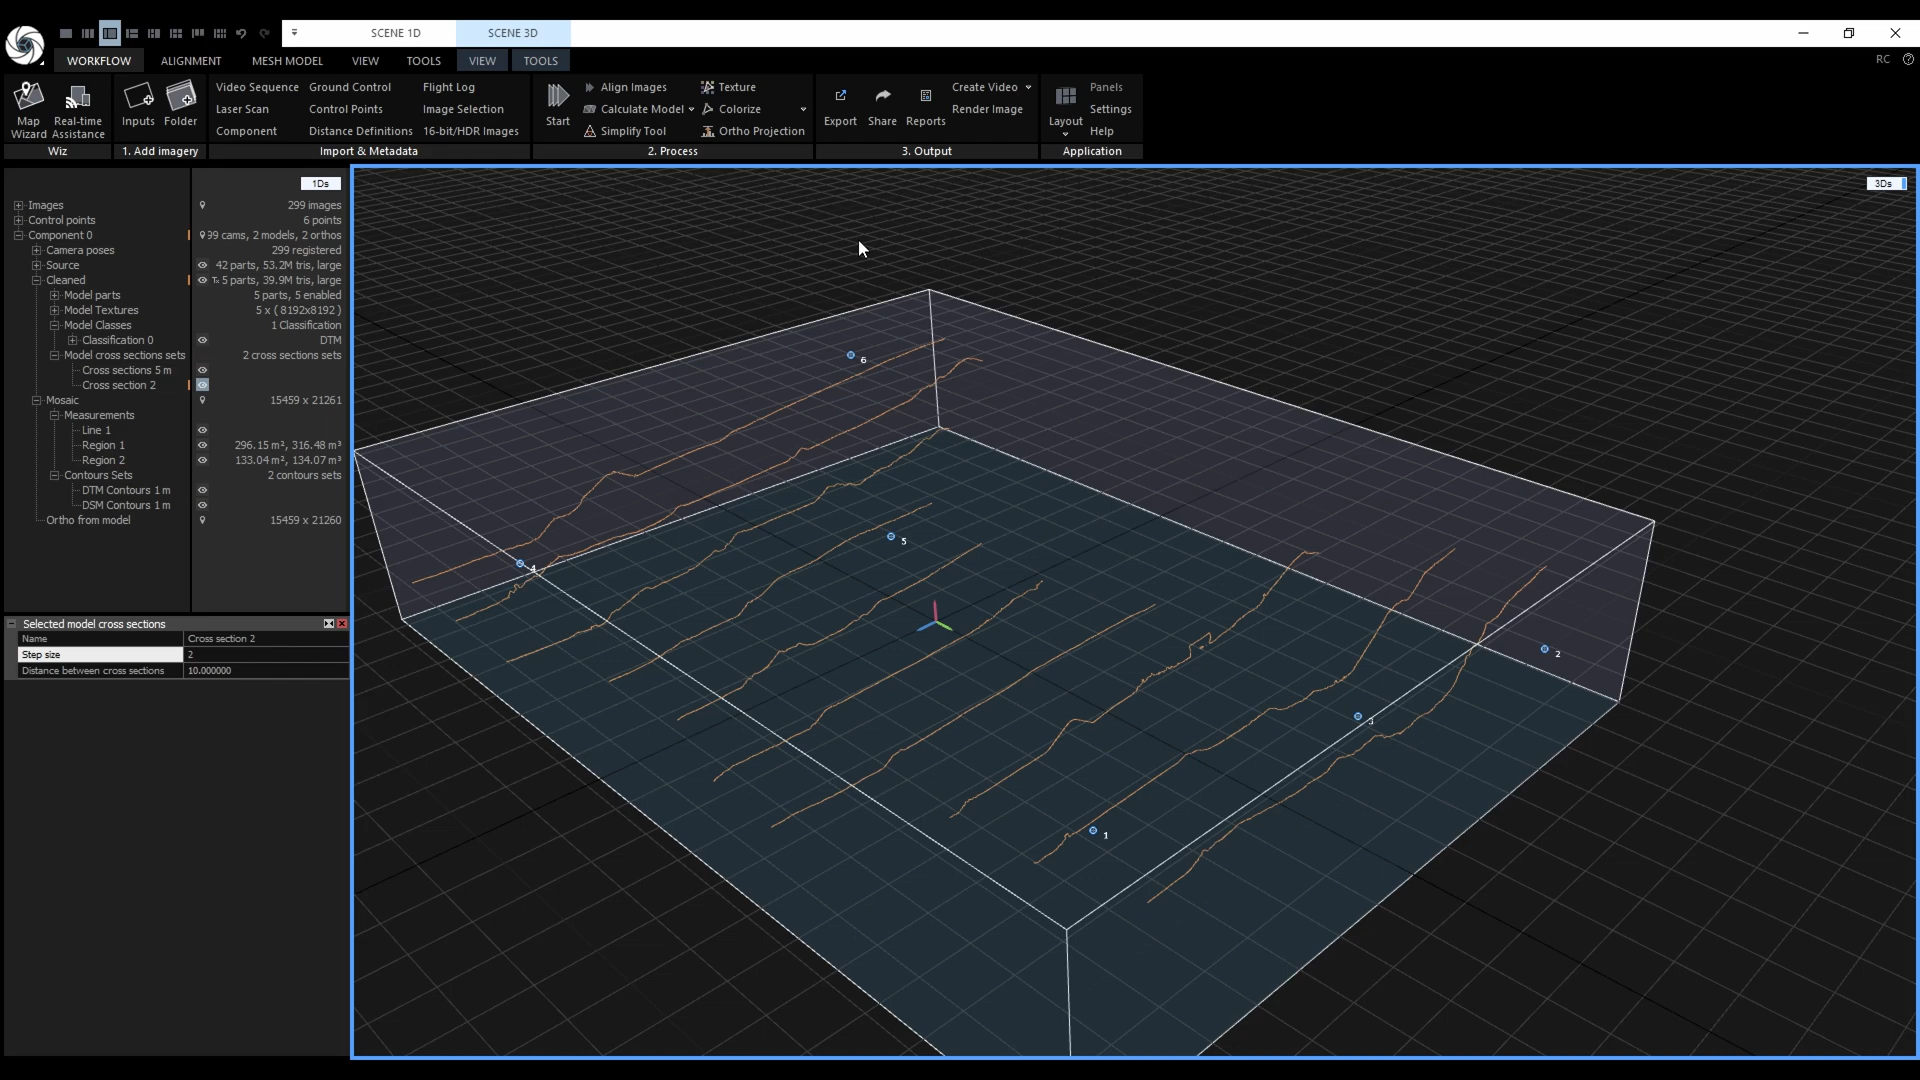 SCENE 1D SCENE 3D
WORKFLOW ALIGNMENT MESH MODEL VIEW TOOLS VIEW TOOLS RC
Map Wizard
Real-time Assistance
Wiz
Inputs
Folder
1. Add imagery
Video Sequence Ground Control Flight Log
Laser Scan Control Points Image Selection
Component Distance Definitions 16-bit/HDR Images
Import & Metadata
Start
Align Images Texture
Calculate Model Colorize
Simplify Tool Ortho Projection
2. Process
Export
Share
Reports
Create Video
Render Image
3. Output
Layout
Panels
Settings
Help
Application
1Ds
Images 299 images
Control points 6 points
Component 0 99 cams, 2 models, 2 orthos
Camera poses 299 registered
Source 42 parts, 53.2M tris, large
Cleaned Tx 5 parts, 39.9M tris, large
Model parts 5 parts, 5 enabled
Model Textures 5 x ( 8192x8192 )
Model Classes 1 Classification
Classification 0 DTM
Model cross sections sets 2 cross sections sets
Cross sections 5 m
Cross section 2
Mosaic 15459 x 21261
Measurements
Line 1
Region 1 296.15 m², 316.48 m³
Region 2 133.04 m², 134.07 m³
Contours Sets 2 contours sets
DTM Contours 1 m
DSM Contours 1 m
Ortho from model 15459 x 21260
Selected model cross sections
Name Cross section 2
Step size 2
Distance between cross sections 10.000000
3Ds
6
5
4
2
3
1